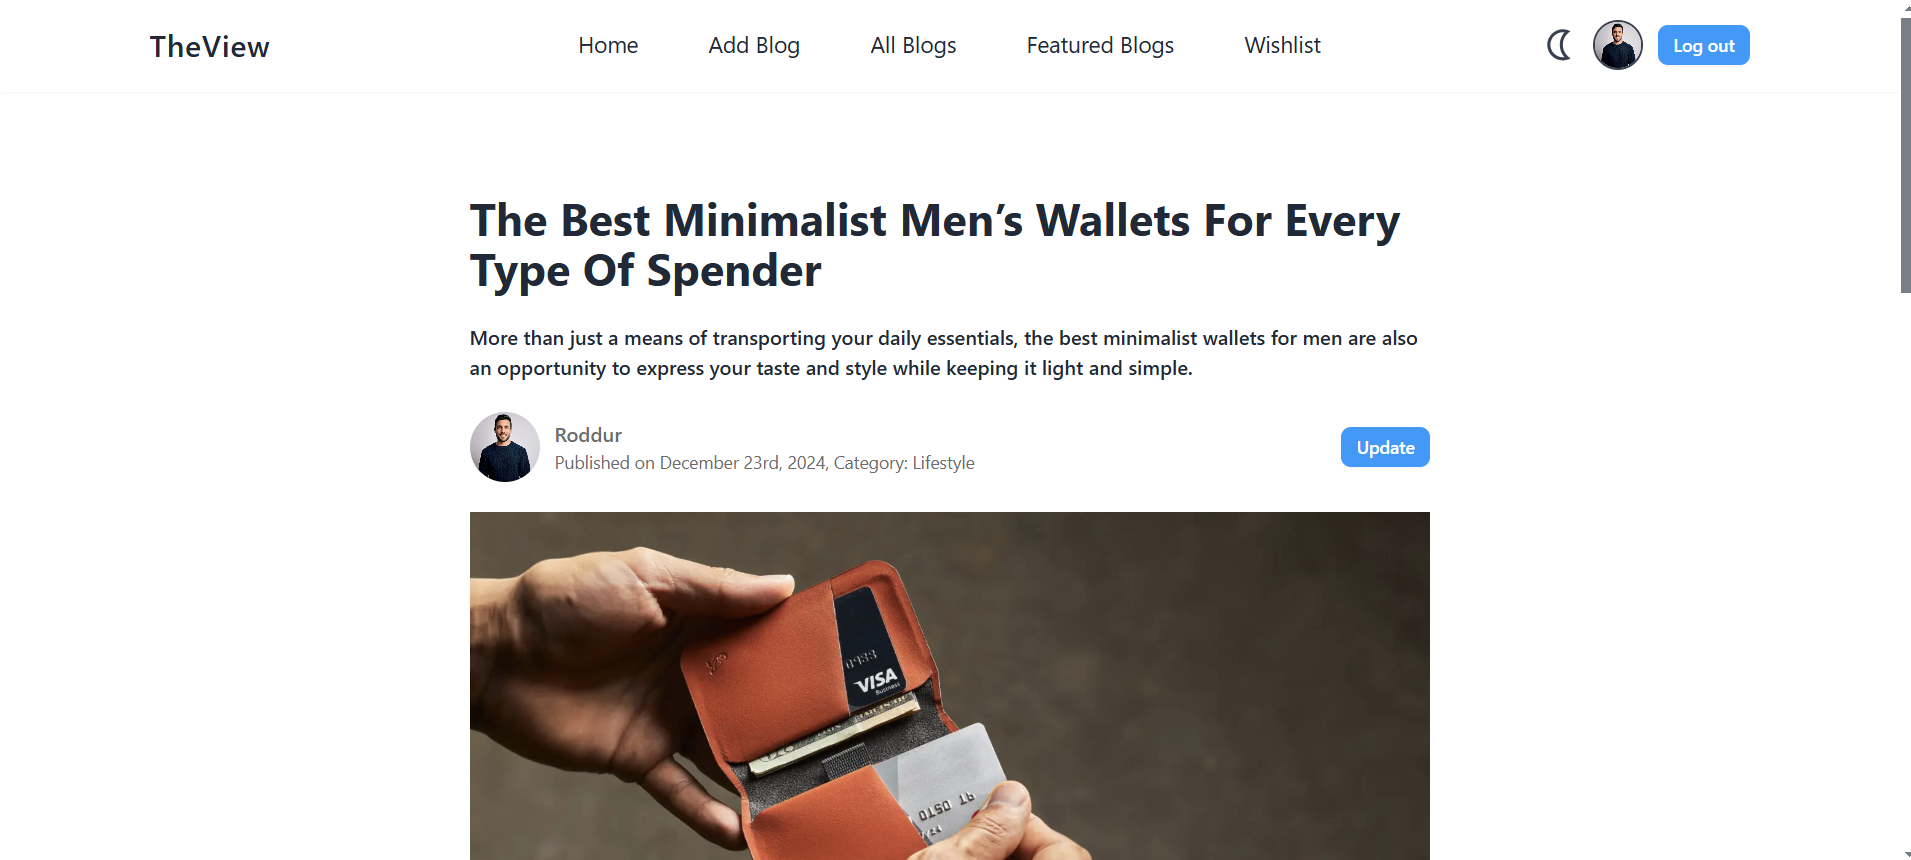 TheView
Home
Add Blog
All Blogs
Featured Blogs
Wishlist
Log out
The Best Minimalist Men’s Wallets For Every
Type Of Spender
More than just a means of transporting your daily essentials, the best minimalist wallets for men are also
an opportunity to express your taste and style while keeping it light and simple.
Roddur
Published on December 23rd, 2024, Category: Lifestyle
Update
VISA
Business